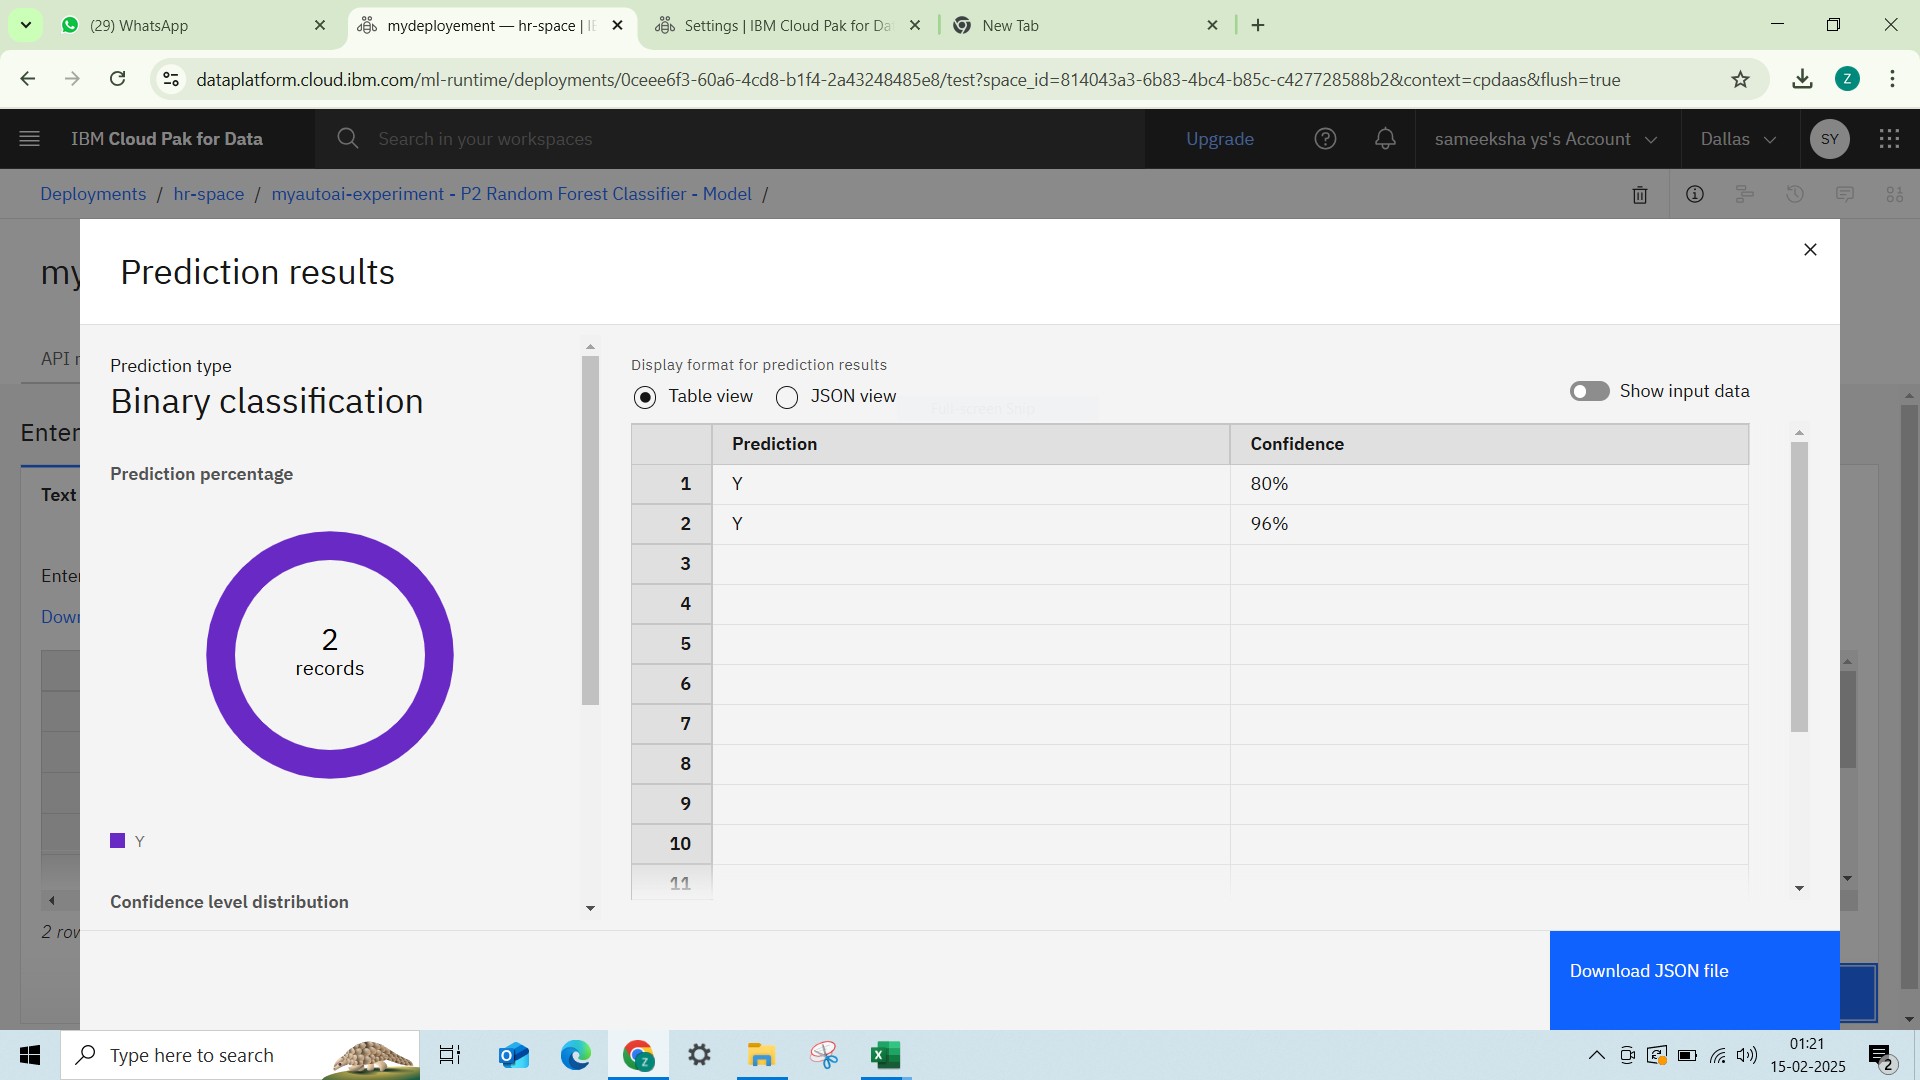 (29) WhatsApp
mydeployement — hr-space | IB
Settings | IBM Cloud Pak for Da
New Tab
dataplatform.cloud.ibm.com/ml-runtime/deployments/0ceee6f3-60a6-4cd8-b1f4-2a43248485e8/test?space_id=814043a3-6b83-4bc4-b85c-c427728588b2&context=cpdaas&flush=true
Z
IBM Cloud Pak for Data
Search in your workspaces
Upgrade
sameeksha ys's Account
Dallas
SY
Deployments / hr-space / myautoai-experiment - P2 Random Forest Classifier - Model /
my
Prediction results
API r
Enter
Text
Enter
Down
2 row
Prediction type
Binary classification
Prediction percentage
2
records
Y
Confidence level distribution
Display format for prediction results
Table view
JSON view
Full-screen Snip
Show input data
Prediction Confidence
1 Y 80%
2 Y 96%
3
4
5
6
7
8
9
10
11
Download JSON file
Type here to search
01:21
15-02-2025
2